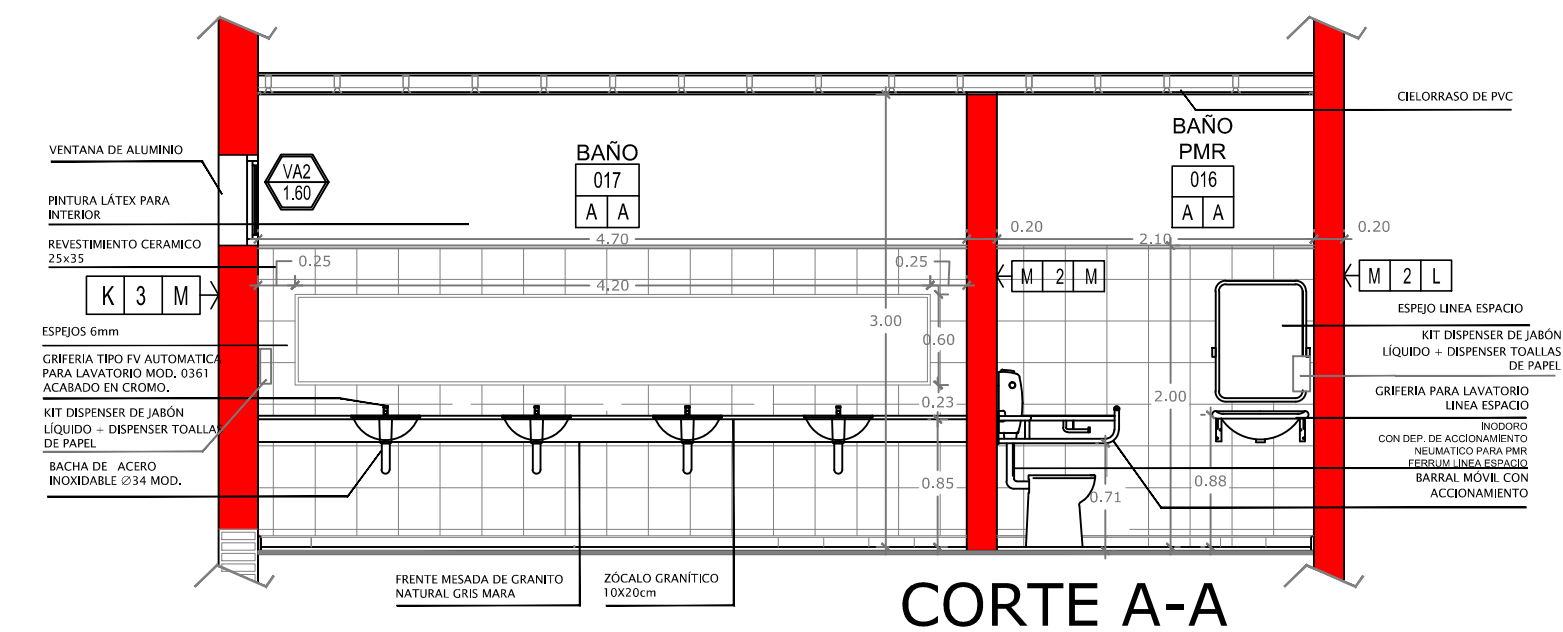 CIELORRASO DE PVC
VENTANA DE ALUMINIO
VA2
1.60
PINTURA LÁTEX PARA
INTERIOR
REVESTIMIENTO CERAMICO
25x35
K 3 M
ESPEJOS 6mm
GRIFERIA TIPO FV AUTOMATICA
PARA LAVATORIO MOD. 0361
ACABADO EN CROMO.
KIT DISPENSER DE JABÓN
LÍQUIDO + DISPENSER TOALLAS
DE PAPEL
BACHA DE ACERO
INOXIDABLE Ø34 MOD.
BAÑO
017
A A
4.70
0.25
0.25
4.20
3.00
0.60
0.23
0.85
FRENTE MESADA DE GRANITO
NATURAL GRIS MARA
ZÓCALO GRANÍTICO
10X20cm
BAÑO
PMR
016
A A
0.20
2.10
0.20
M 2 M
M 2 L
2.00
0.71
0.88
ESPEJO LINEA ESPACIO
KIT DISPENSER DE JABÓN
LÍQUIDO + DISPENSER TOALLAS
DE PAPEL
GRIFERIA PARA LAVATORIO
LINEA ESPACIO
INODORO
CON DEP. DE ACCIONAMIENTO
NEUMATICO PARA PMR
FERRUM LINEA ESPACIO
BARRAL MÓVIL CON
ACCIONAMIENTO
CORTE A-A